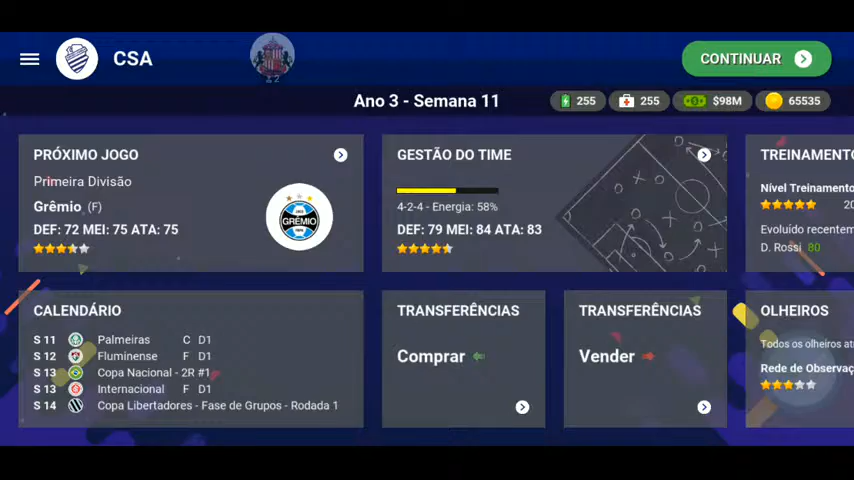 CSA
CONTINUAR
Ano 3 - Semana 11
255
255
$98M
65535
PRÓXIMO JOGO
Primeira Divisão
Grêmio (F)
DEF: 72 MEI: 75 ATA: 75
GRÊMIO
GESTÃO DO TIME
4-2-4 - Energia: 58%
DEF: 79 MEI: 84 ATA: 83
TREINAMENTO
Nível Treinamento
20
Evoluído recentem
D. Rossi 80
CALENDÁRIO
S 11 Palmeiras C D1
S 12 Fluminense F D1
S 13 Copa Nacional - 2R #1
S 13 Internacional F D1
S 14 Copa Libertadores - Fase de Grupos - Rodada 1
TRANSFERÊNCIAS
Comprar
TRANSFERÊNCIAS
Vender
OLHEIROS
Todos os olheiros at
Rede de Observaç